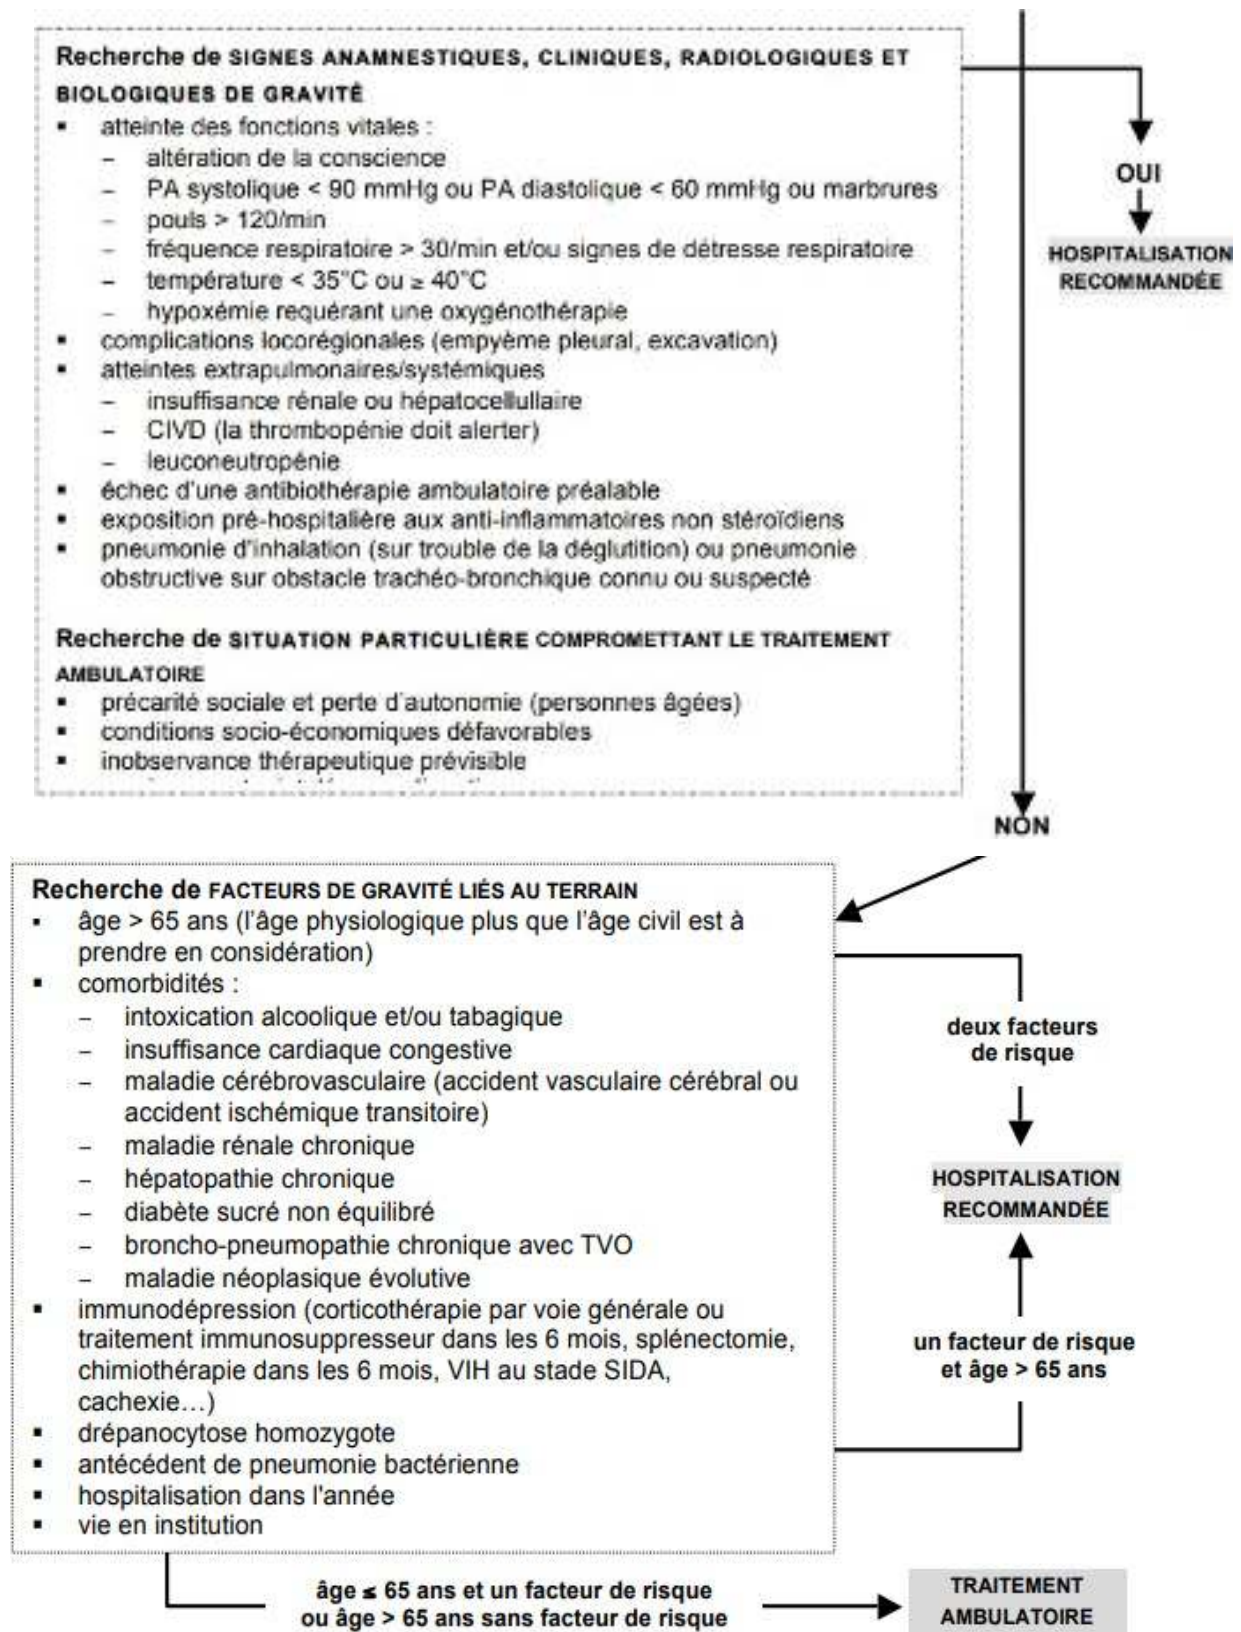 Recherche de SIGNES ANAMNESTIQUES, CLINIQUES, RADIOLOGIQUES ET
BIOLOGIQUES DE GRAVITÉ
▪ atteinte des fonctions vitales :
– altération de la conscience
– PA systolique < 90 mmHg ou PA diastolique < 60 mmHg ou marbrures
– pouls > 120/min
– fréquence respiratoire > 30/min et/ou signes de détresse respiratoire
– température < 35°C ou ≥ 40°C
– hypoxémie requérant une oxygénothérapie
▪ complications locorégionales (empyème pleural, excavation)
▪ atteintes extrapulmonaires/systémiques
– insuffisance rénale ou hépatocellullaire
– CIVD (la thrombopénie doit alerter)
– leuconeutropénie
▪ échec d'une antibiothérapie ambulatoire préalable
▪ exposition pré-hospitalière aux anti-inflammatoires non stéroïdiens
▪ pneumonie d'inhalation (sur trouble de la déglutition) ou pneumonie
obstructive sur obstacle trachéo-bronchique connu ou suspecté
Recherche de SITUATION PARTICULIÈRE COMPROMETTANT LE TRAITEMENT
AMBULATOIRE
▪ précarité sociale et perte d'autonomie (personnes âgées)
▪ conditions socio-économiques défavorables
▪ inobservance thérapeutique prévisible
OUI
HOSPITALISATION
RECOMMANDÉE
NON
Recherche de FACTEURS DE GRAVITÉ LIÉS AU TERRAIN
▪ âge > 65 ans (l'âge physiologique plus que l'âge civil est à
prendre en considération)
▪ comorbidités :
– intoxication alcoolique et/ou tabagique
– insuffisance cardiaque congestive
– maladie cérébrovasculaire (accident vasculaire cérébral ou
accident ischémique transitoire)
– maladie rénale chronique
– hépatopathie chronique
– diabète sucré non équilibré
– broncho-pneumopathie chronique avec TVO
– maladie néoplasique évolutive
▪ immunodépression (corticothérapie par voie générale ou
traitement immunosuppresseur dans les 6 mois, splénectomie,
chimiothérapie dans les 6 mois, VIH au stade SIDA,
cachexie…)
▪ drépanocytose homozygote
▪ antécédent de pneumonie bactérienne
▪ hospitalisation dans l'année
▪ vie en institution
deux facteurs
de risque
HOSPITALISATION
RECOMMANDÉE
un facteur de risque
et âge > 65 ans
âge ≤ 65 ans et un facteur de risque
ou âge > 65 ans sans facteur de risque
TRAITEMENT
AMBULATOIRE